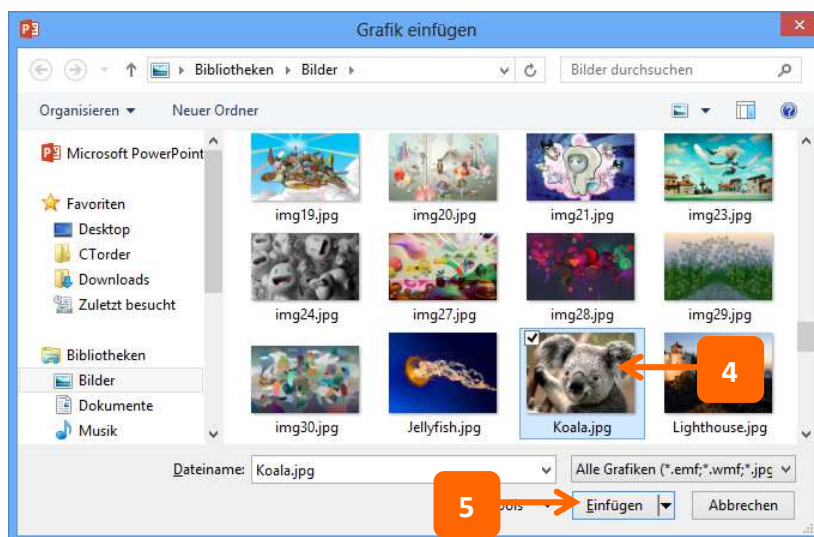 Grafik einfügen
Bibliotheken Bilder
Bilder durchsuchen
Organisieren Neuer Ordner
Microsoft PowerPoint
Favoriten
Desktop
CTorder
Downloads
Zuletzt besucht
Bibliotheken
Bilder
Dokumente
Musik
img19.jpg img20.jpg img21.jpg img23.jpg
img24.jpg img27.jpg img28.jpg img29.jpg
img30.jpg Jellyfish.jpg Koala.jpg Lighthouse.jpg
4
Dateiname: Koala.jpg Alle Grafiken (*.emf;*.wmf;*.jpg
5
Einfügen Abbrechen